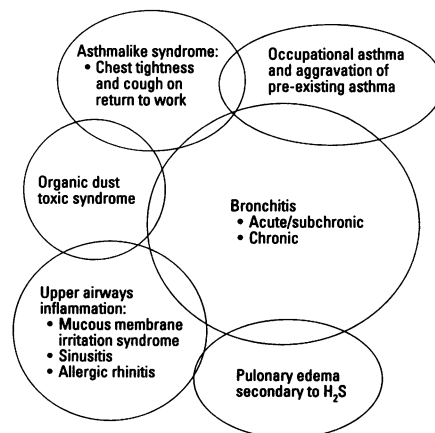 Asthmalike syndrome:
• Chest tightness
and cough on
return to work
Occupational asthma
and aggravation of
pre-existing asthma
Organic dust
toxic syndrome
Bronchitis
• Acute/subchronic
• Chronic
Upper airways
inflammation:
• Mucous membrane
irritation syndrome
• Sinusitis
• Allergic rhinitis
Pulonary edema
secondary to H₂S